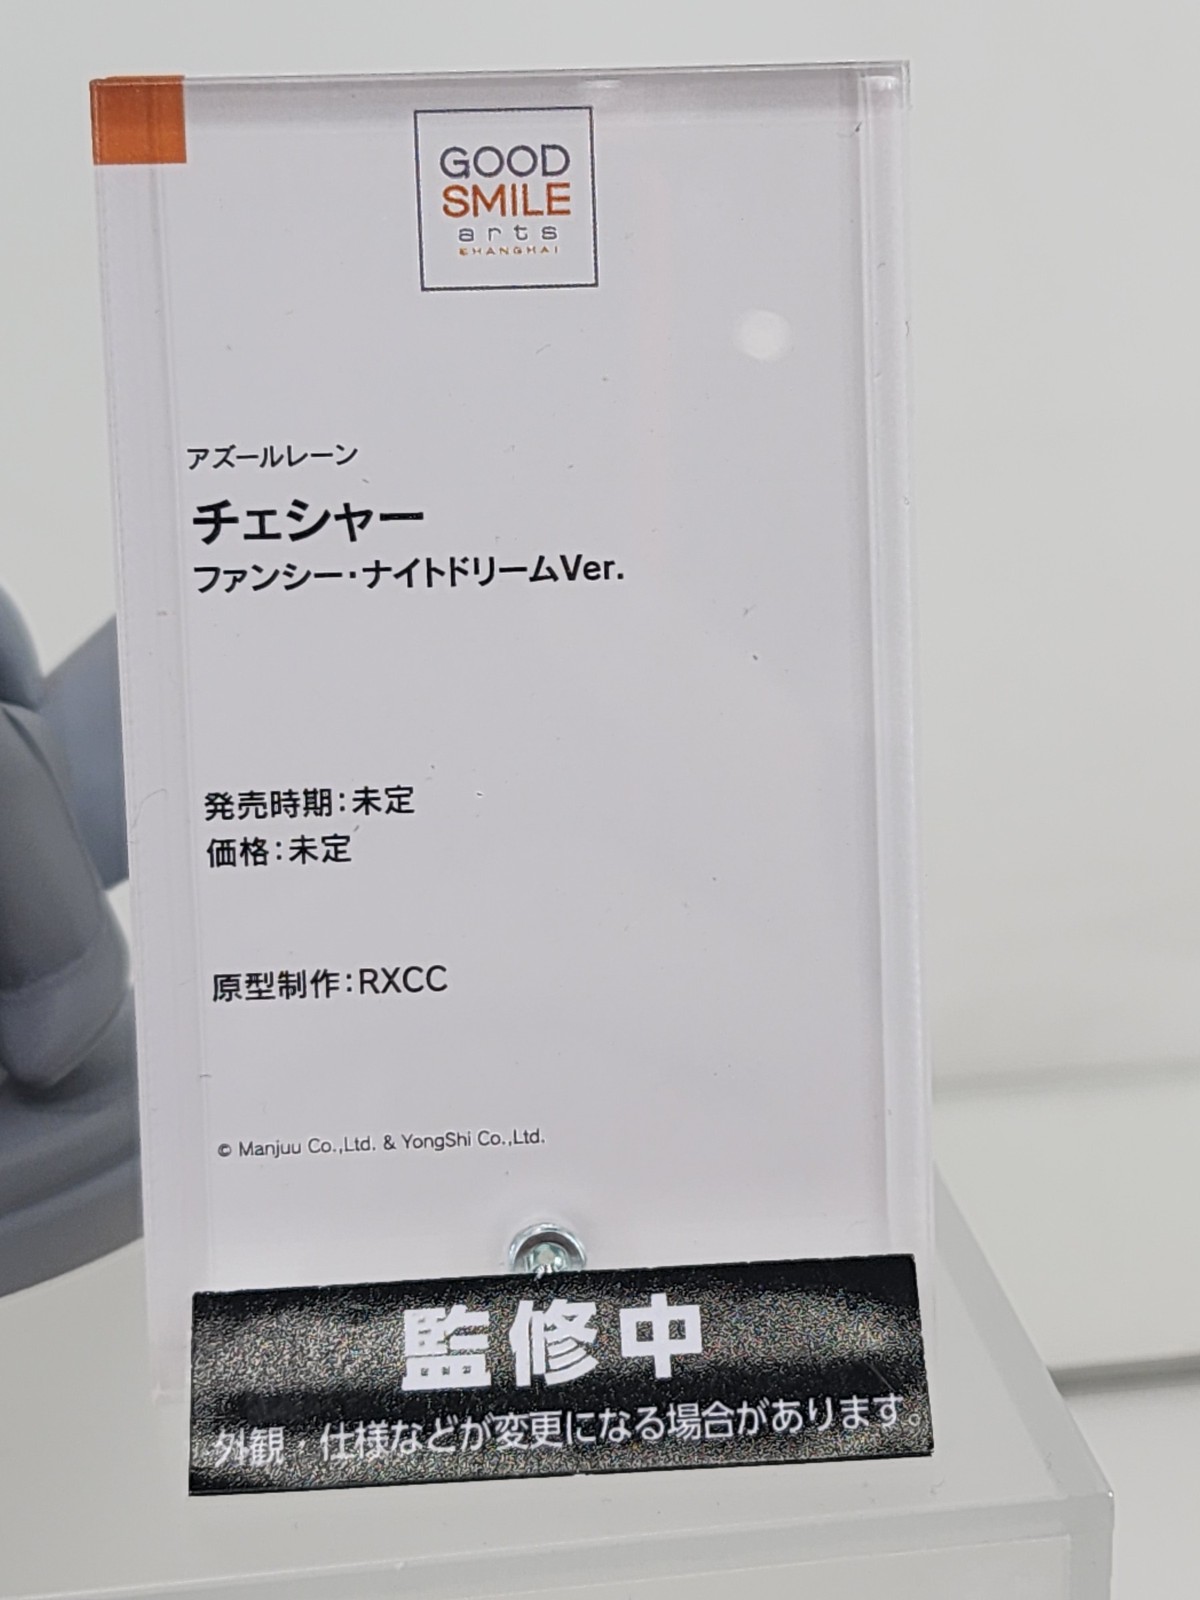 GOOD
SMILE
arts
SHANGHAI
アズールレーン
チェシャー
ファンシー・ナイトドリームVer.
発売時期：未定
価格：未定
原型制作：RXCC
© Manjuu Co.,Ltd. & YongShi Co.,Ltd.
監修中
外観・仕様などが変更になる場合があります。